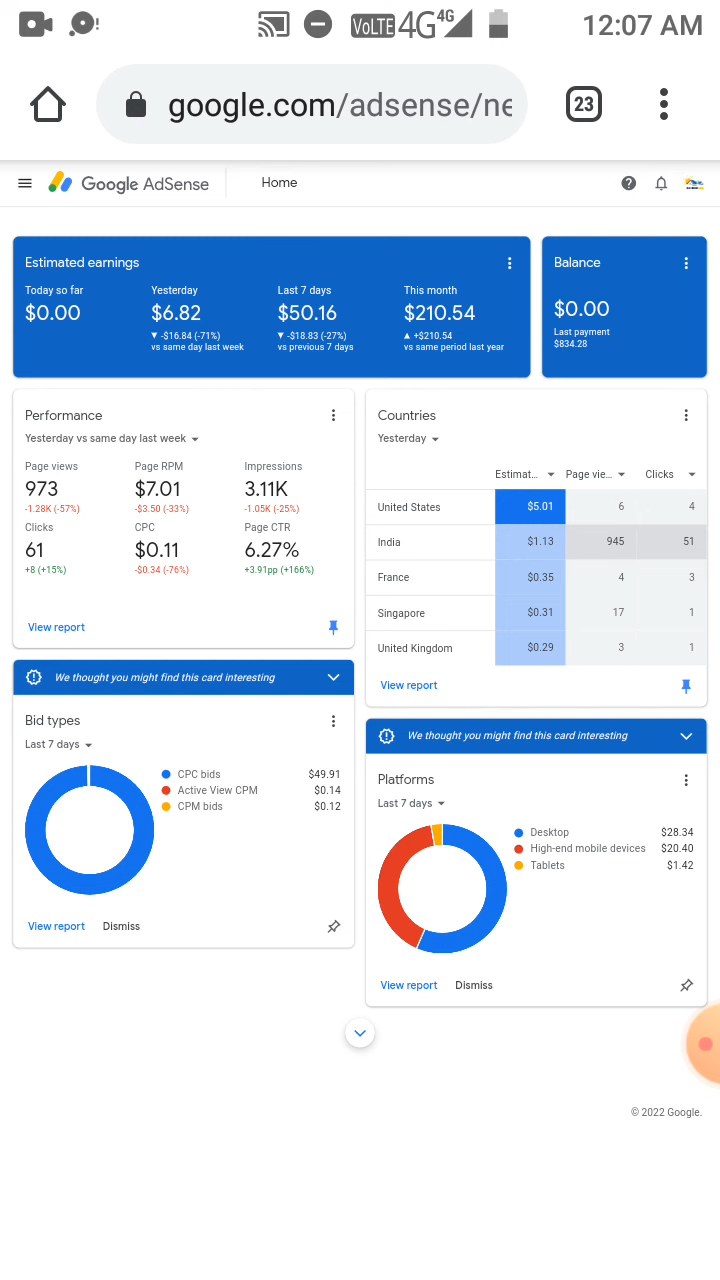 VoLTE 4G 4G 12:07 AM
google.com/adsense/ne
23
Google AdSense Home
Estimated earnings
Today so far Yesterday Last 7 days This month
$0.00 $6.82 $50.16 $210.54
▼ -$16.84 (-71%) ▼ -$18.83 (-27%) ▲ +$210.54
vs same day last week vs previous 7 days vs same period last year
Balance
$0.00
Last payment
$834.28
Performance
Yesterday vs same day last week
Page views Page RPM Impressions
973 $7.01 3.11K
-1.28K (-57%) -$3.50 (-33%) -1.05K (-25%)
Clicks CPC Page CTR
61 $0.11 6.27%
+8 (+15%) -$0.34 (-76%) +3.91pp (+166%)
View report
Countries
Yesterday
Estimat... Page vie... Clicks
United States $5.01 6 4
India $1.13 945 51
France $0.35 4 3
Singapore $0.31 17 1
United Kingdom $0.29 3 1
View report
We thought you might find this card interesting
Bid types
Last 7 days
CPC bids $49.91
Active View CPM $0.14
CPM bids $0.12
View report Dismiss
We thought you might find this card interesting
Platforms
Last 7 days
Desktop $28.34
High-end mobile devices $20.40
Tablets $1.42
View report Dismiss
© 2022 Google.